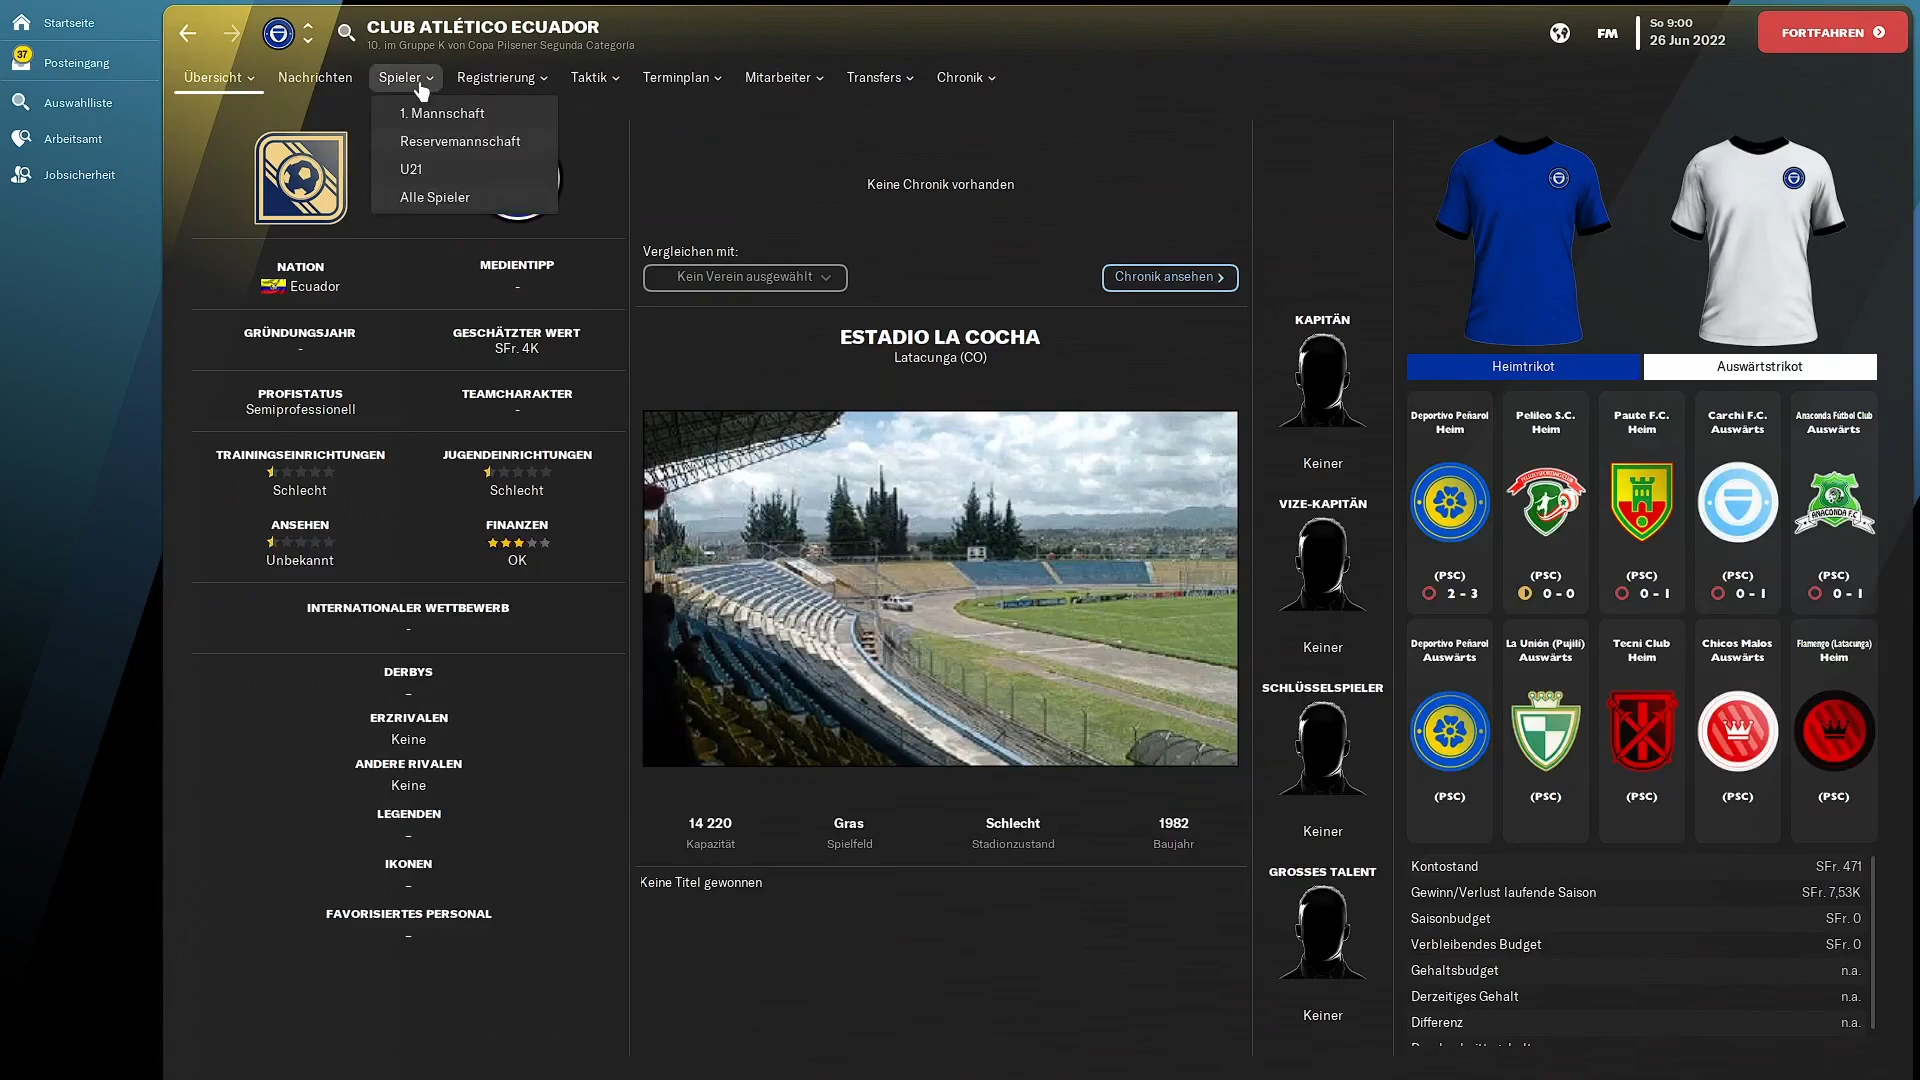 Startseite
37
Posteingang
Auswahlliste
Arbeitsamt
Jobsicherheit
CLUB ATLÉTICO ECUADOR
10. im Gruppe K von Copa Pilsener Segunda Categoría
FM
So 9:00
26 Jun 2022
FORTFAHREN
Übersicht
Nachrichten
Spieler
Registrierung
Taktik
Terminplan
Mitarbeiter
Transfers
Chronik
1. Mannschaft
Reservemannschaft
U21
Alle Spieler
NATION
Ecuador
MEDIENTIPP
-
GRÜNDUNGSJAHR
-
GESCHÄTZTER WERT
SFr. 4K
PROFISTATUS
Semiprofessionell
TEAMCHARAKTER
-
TRAININGSEINRICHTUNGEN
Schlecht
JUGENDEINRICHTUNGEN
Schlecht
ANSEHEN
Unbekannt
FINANZEN
OK
INTERNATIONALER WETTBEWERB
-
DERBYS
-
ERZRIVALEN
Keine
ANDERE RIVALEN
Keine
LEGENDEN
-
IKONEN
-
FAVORISIERTES PERSONAL
-
Keine Chronik vorhanden
Vergleichen mit:
Kein Verein ausgewählt
Chronik ansehen
ESTADIO LA COCHA
Latacunga (CO)
14 220
Kapazität
Gras
Spielfeld
Schlecht
Stadionzustand
1982
Baujahr
Keine Titel gewonnen
KAPITÄN
Keiner
VIZE-KAPITÄN
Keiner
SCHLÜSSELSPIELER
Keiner
GROSSES TALENT
Keiner
Heimtrikot
Auswärtstrikot
Deportivo Peñarol
Heim
(PSC)
2 - 3
Pelileo S.C.
Heim
(PSC)
0 - 0
Paute F.C.
Heim
(PSC)
0 - 1
Carchi F.C.
Auswärts
(PSC)
0 - 1
Anaconda Fútbol Club
Auswärts
ANACONDA F.C
(PSC)
0 - 1
Deportivo Peñarol
Auswärts
(PSC)
La Unión (Pujilí)
Auswärts
(PSC)
Tecni Club
Heim
(PSC)
Chicos Malos
Auswärts
(PSC)
Flamengo (Latacunga)
Heim
(PSC)
Kontostand
SFr. 471
Gewinn/Verlust laufende Saison
SFr. 7,53K
Saisonbudget
SFr. 0
Verbleibendes Budget
SFr. 0
Gehaltsbudget
n.a.
Derzeitiges Gehalt
n.a.
Differenz
n.a.